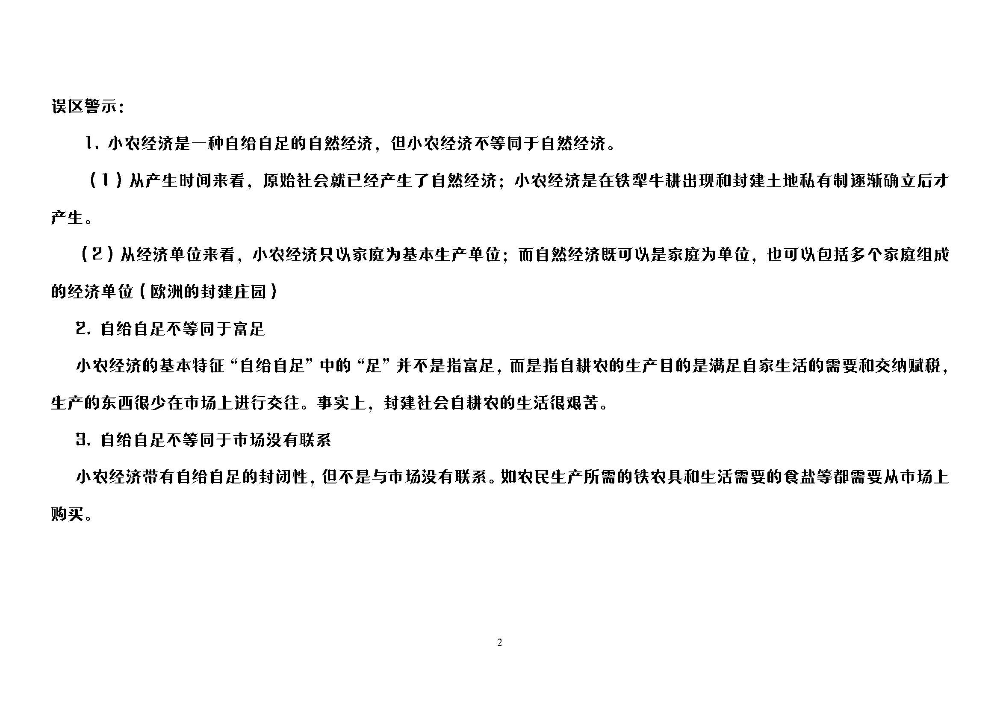 误区警示：
1. 小农经济是一种自给自足的自然经济，但小农经济不等同于自然经济。
（1）从产生时间来看，原始社会就已经产生了自然经济；小农经济是在铁犁牛耕出现和封建土地私有制逐渐确立后才
产生。
（2）从经济单位来看，小农经济只以家庭为基本生产单位；而自然经济既可以是家庭为单位，也可以包括多个家庭组成
的经济单位（欧洲的封建庄园）
2. 自给自足不等同于富足
小农经济的基本特征“自给自足”中的“足”并不是指富足，而是指自耕农的生产目的是满足自家生活的需要和交纳赋税，
生产的东西很少在市场上进行交往。事实上，封建社会自耕农的生活很艰苦。
3. 自给自足不等同于市场没有联系
小农经济带有自给自足的封闭性，但不是与市场没有联系。如农民生产所需的铁农具和生活需要的食盐等都需要从市场上
购买。
2